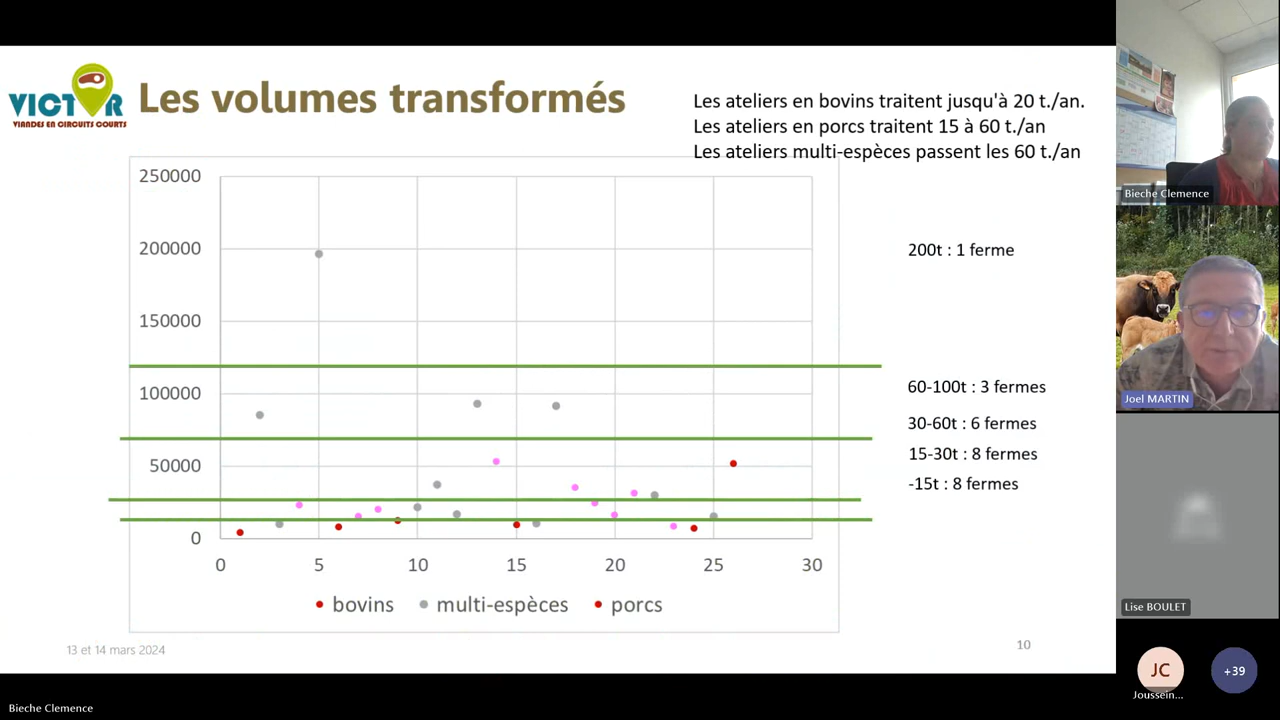 VICTOR
VIANDES EN CIRCUITS COURTS
Les volumes transformés
Les ateliers en bovins traitent jusqu'à 20 t./an.
Les ateliers en porcs traitent 15 à 60 t./an
Les ateliers multi-espèces passent les 60 t./an
250000
200000
150000
100000
50000
0
0 5 10 15 20 25 30
bovins multi-espèces porcs
200t : 1 ferme
60-100t : 3 fermes
30-60t : 6 fermes
15-30t : 8 fermes
-15t : 8 fermes
13 et 14 mars 2024
10
Bieche Clemence
Joel MARTIN
Lise BOULET
JC
Joussein...
+39
Bieche Clemence